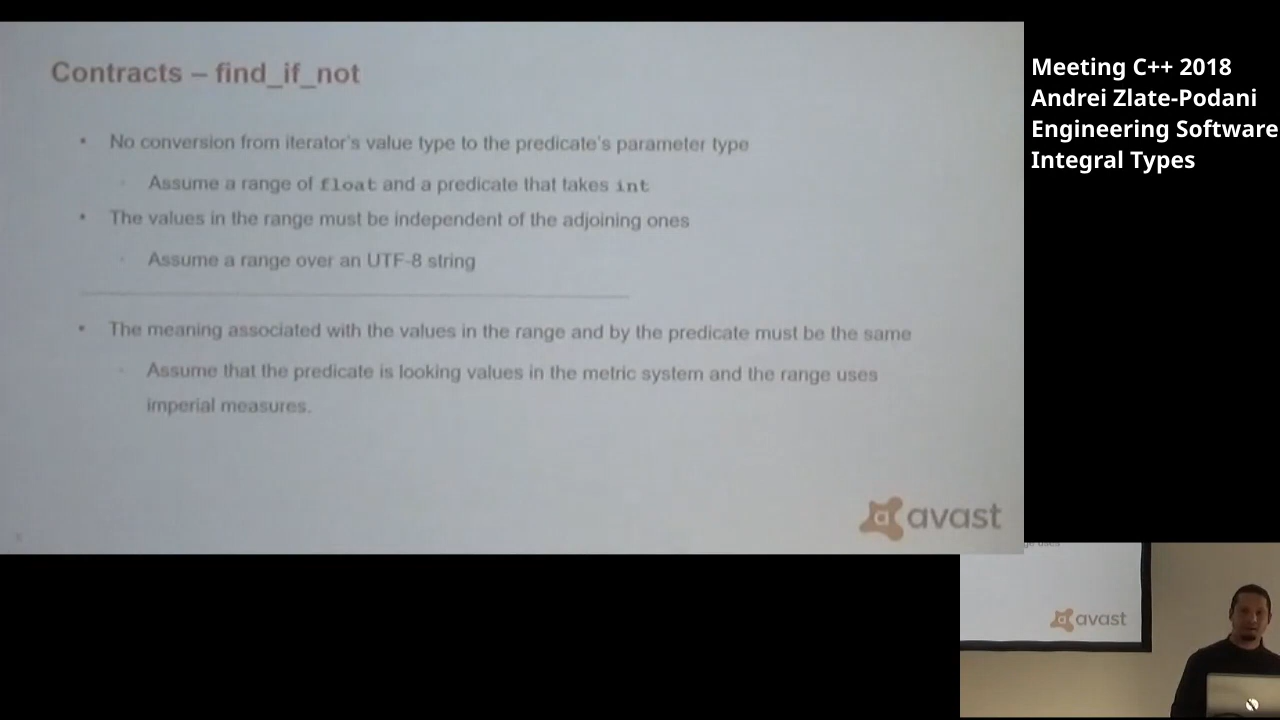 Contracts – find_if_not
• No conversion from iterator's value type to the predicate's parameter type
Assume a range of float and a predicate that takes int
• The values in the range must be independent of the adjoining ones
Assume a range over an UTF-8 string
• The meaning associated with the values in the range and by the predicate must be the same
Assume that the predicate is looking values in the metric system and the range uses
imperial measures.
avast
Meeting C++ 2018
Andrei Zlate-Podani
Engineering Software
Integral Types
avast